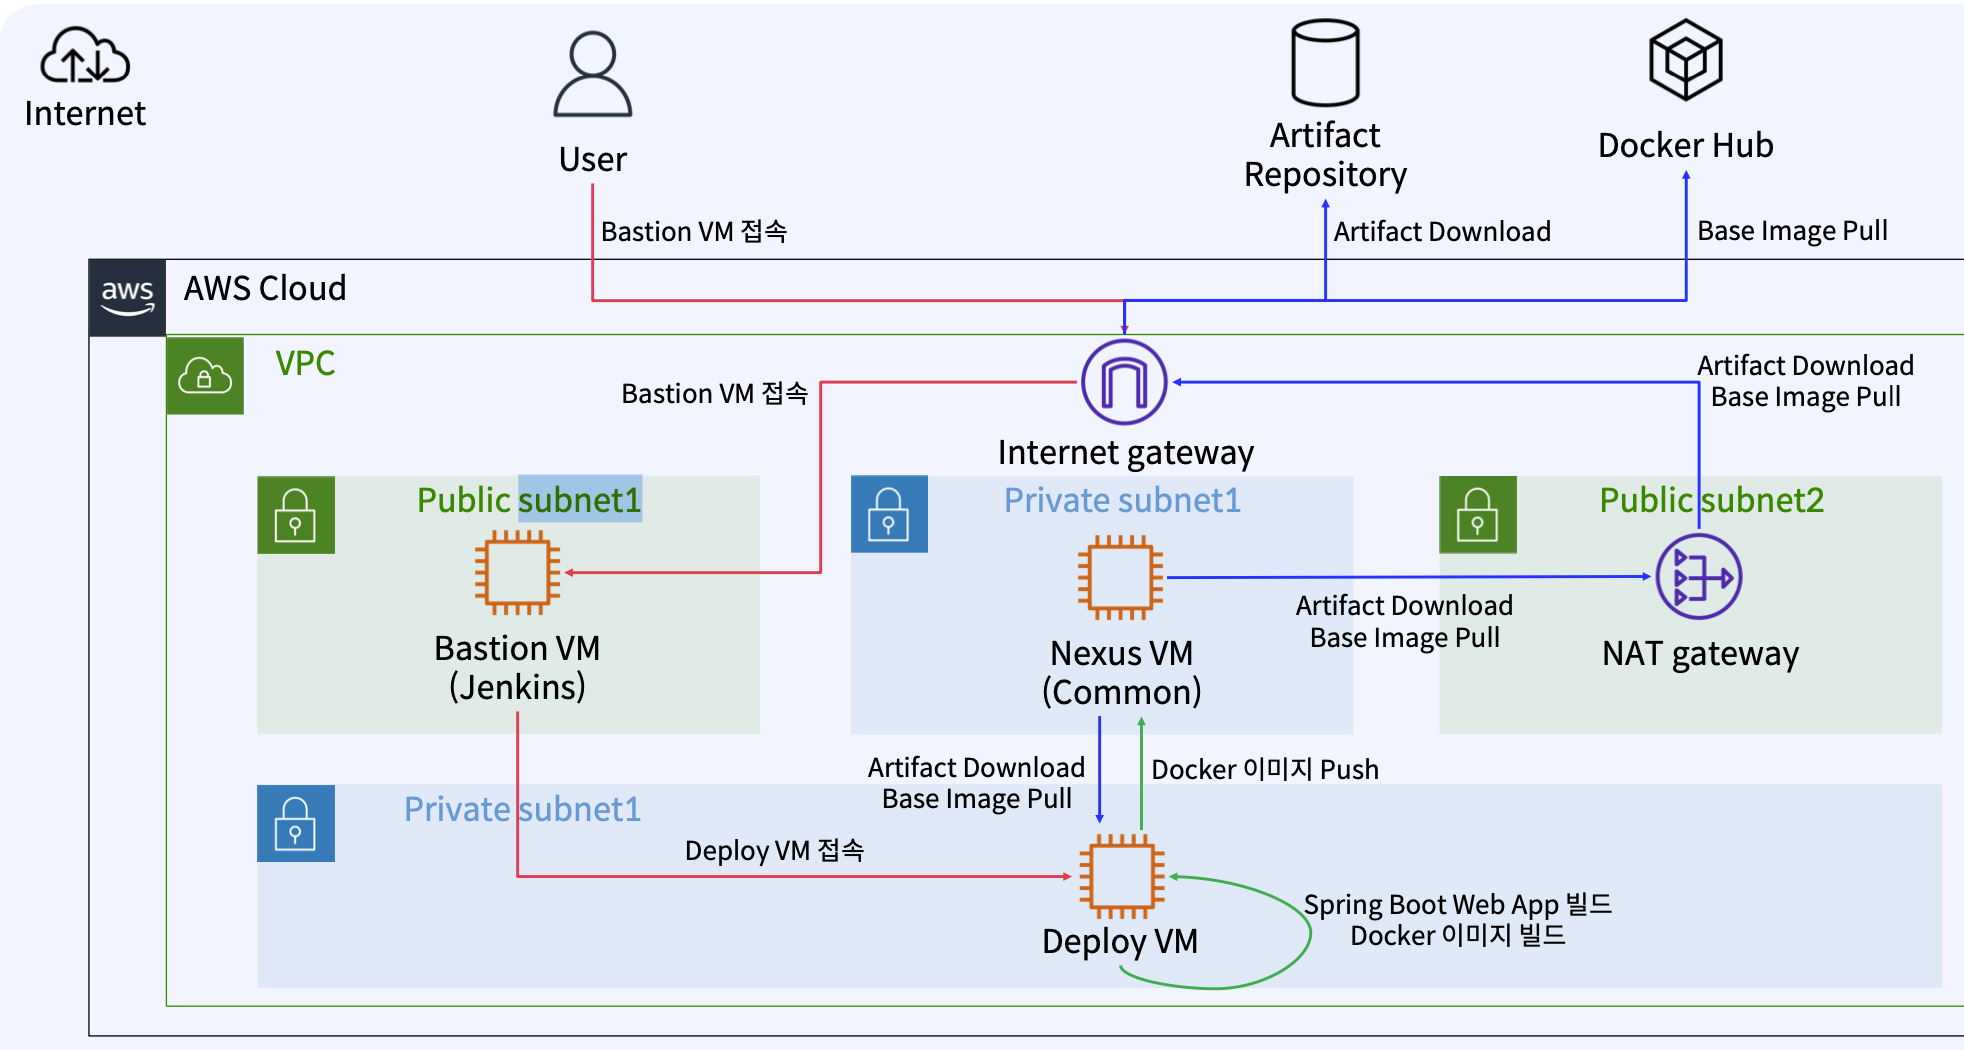 Internet
User
Artifact
Repository
Docker Hub
Bastion VM 접속
Artifact Download
Base Image Pull
aws
AWS Cloud
VPC
Bastion VM 접속
Internet gateway
Artifact Download
Base Image Pull
Public subnet1
Private subnet1
Public subnet2
Bastion VM
(Jenkins)
Nexus VM
(Common)
Artifact Download
Base Image Pull
NAT gateway
Artifact Download
Base Image Pull
Docker 이미지 Push
Private subnet1
Deploy VM 접속
Deploy VM
Spring Boot Web App 빌드
Docker 이미지 빌드